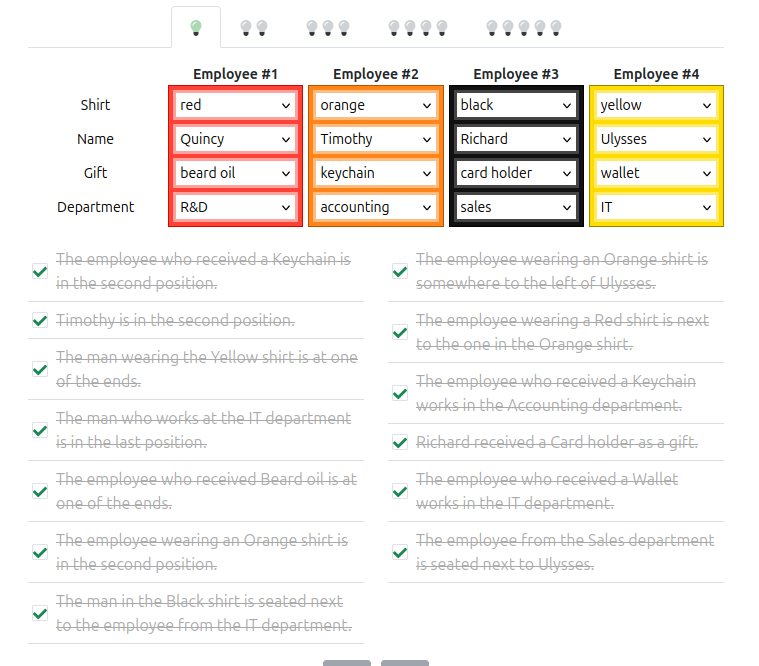 Employee #1 Employee #2 Employee #3 Employee #4
Shirt red orange black yellow
Name Quincy Timothy Richard Ulysses
Gift beard oil keychain card holder wallet
Department R&D accounting sales IT
The employee who received a Keychain is
in the second position.
Timothy is in the second position.
The man wearing the Yellow shirt is at one
of the ends.
The man who works at the IT department
is in the last position.
The employee who received Beard oil is at
one of the ends.
The employee wearing an Orange shirt is
in the second position.
The man in the Black shirt is seated next
to the employee from the IT department.
The employee wearing an Orange shirt is
somewhere to the left of Ulysses.
The employee wearing a Red shirt is next
to the one in the Orange shirt.
The employee who received a Keychain
works in the Accounting department.
Richard received a Card holder as a gift.
The employee who received a Wallet
works in the IT department.
The employee from the Sales department
is seated next to Ulysses.